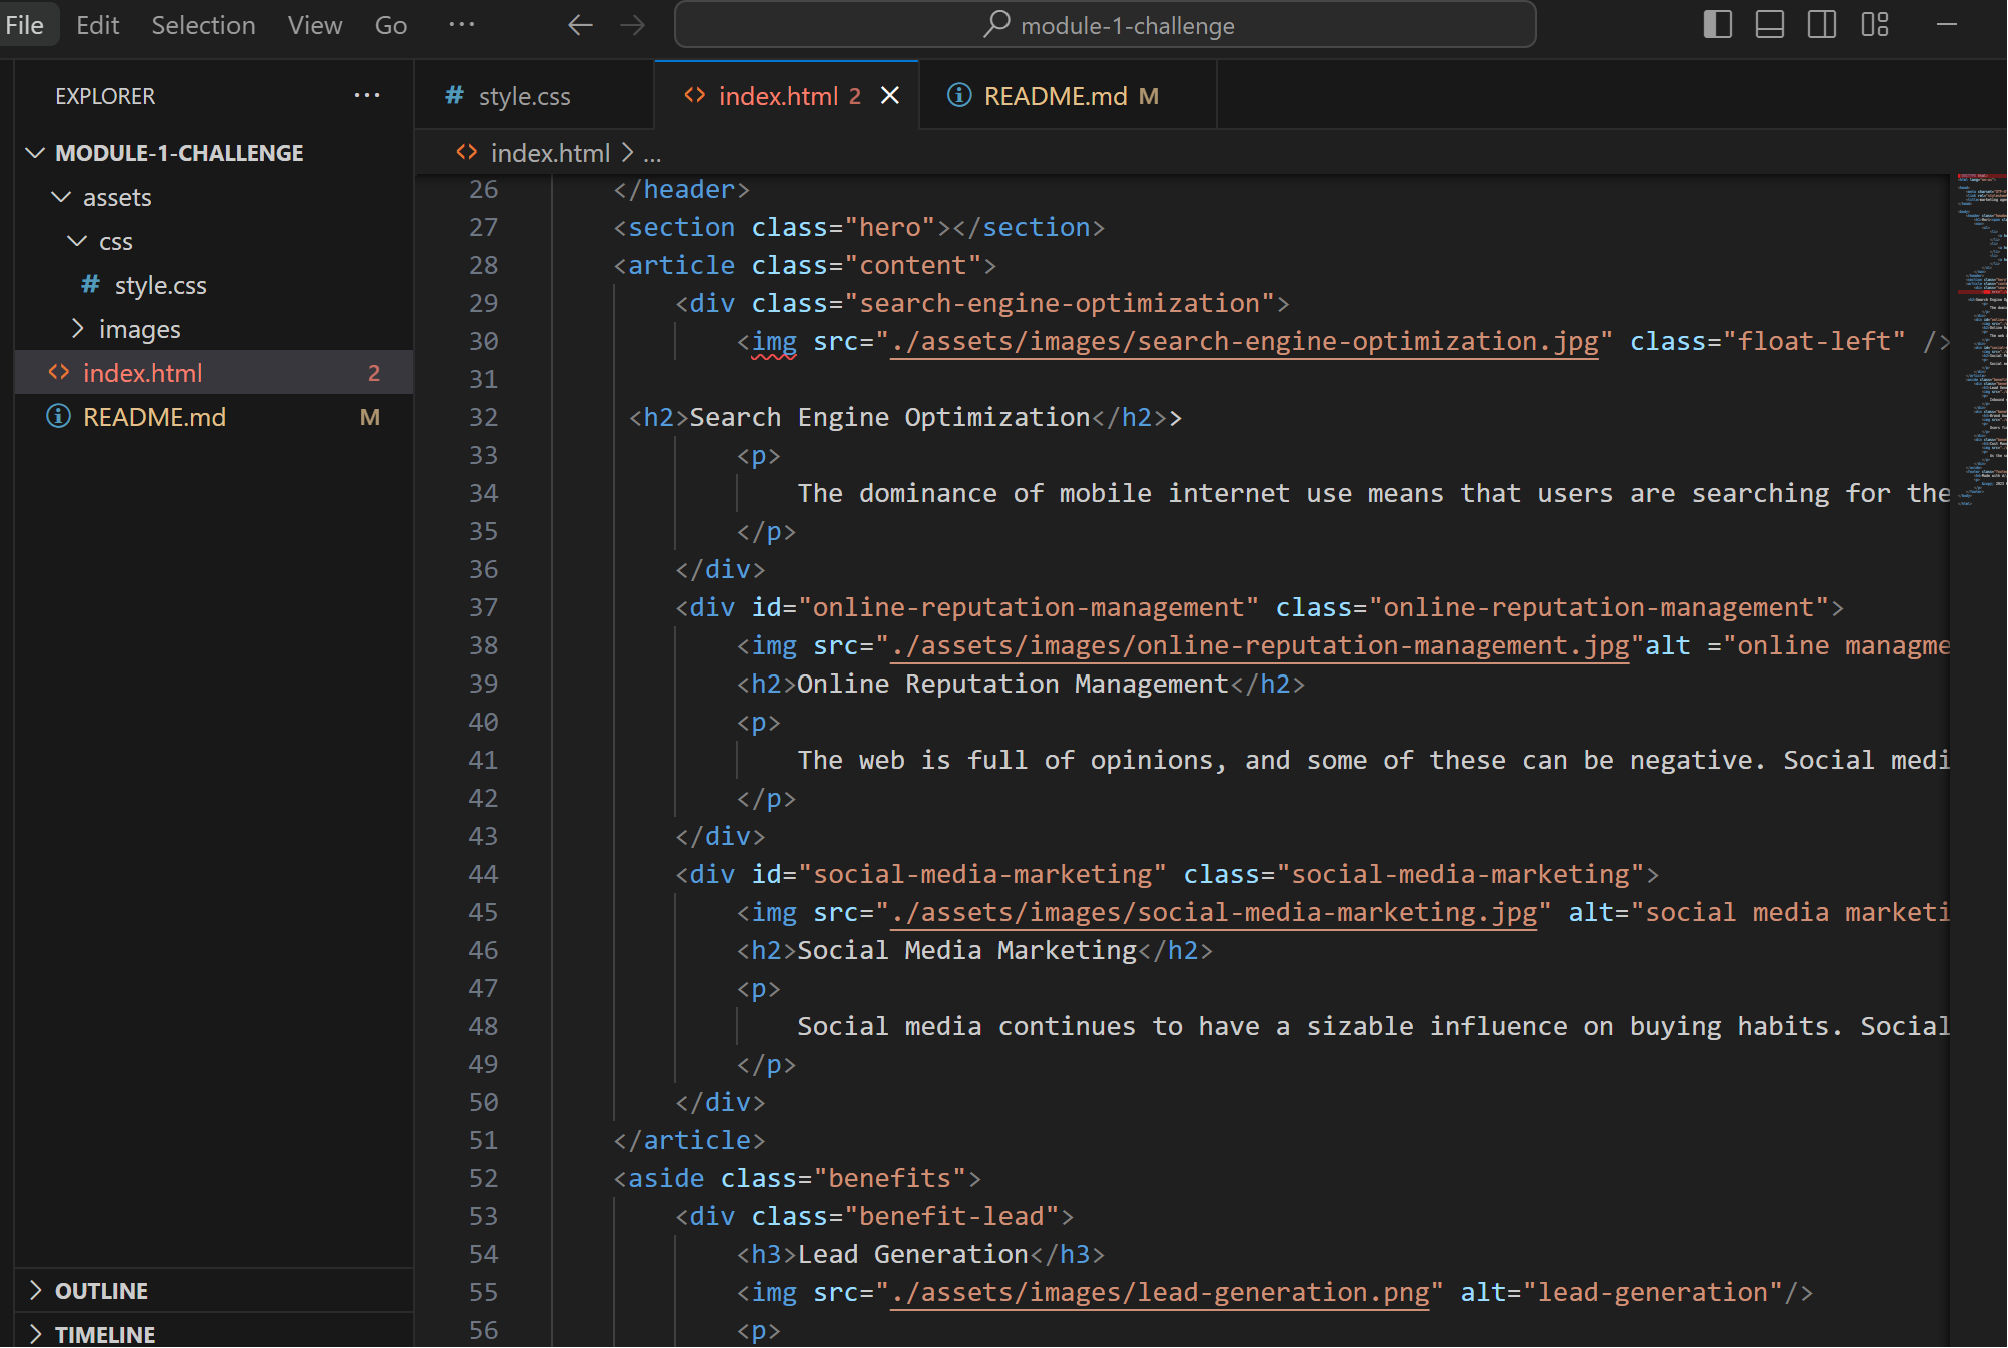 File Edit Selection View Go ··· module-1-challenge
EXPLORER ···
MODULE-1-CHALLENGE
assets
css
# style.css
images
<> index.html 2
README.md M
OUTLINE
TIMELINE
# style.css <> index.html 2 README.md M
<> index.html > ...
26 </header>
27 <section class="hero"></section>
28 <article class="content">
29 <div class="search-engine-optimization">
30 <img src="./assets/images/search-engine-optimization.jpg" class="float-left" />
31
32 <h2>Search Engine Optimization</h2>>
33 <p>
34 The dominance of mobile internet use means that users are searching for the
35 </p>
36 </div>
37 <div id="online-reputation-management" class="online-reputation-management">
38 <img src="./assets/images/online-reputation-management.jpg"alt ="online managme
39 <h2>Online Reputation Management</h2>
40 <p>
41 The web is full of opinions, and some of these can be negative. Social medi
42 </p>
43 </div>
44 <div id="social-media-marketing" class="social-media-marketing">
45 <img src="./assets/images/social-media-marketing.jpg" alt="social media marketi
46 <h2>Social Media Marketing</h2>
47 <p>
48 Social media continues to have a sizable influence on buying habits. Social
49 </p>
50 </div>
51 </article>
52 <aside class="benefits">
53 <div class="benefit-lead">
54 <h3>Lead Generation</h3>
55 <img src="./assets/images/lead-generation.png" alt="lead-generation"/>
56 <p>